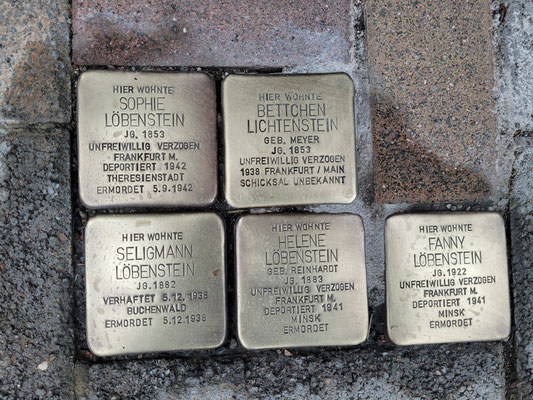 HIER WOHNTE
SOPHIE
LÖBENSTEIN
JG. 1853
UNFREIWILLIG VERZOGEN
FRANKFURT M.
DEPORTIERT 1942
THERESIENSTADT
ERMORDET 5.9.1942
HIER WOHNTE
BETTCHEN
LICHTENSTEIN
GEB. MEYER
JG. 1853
UNFREIWILLIG VERZOGEN
1938 FRANKFURT / MAIN
SCHICKSAL UNBEKANNT
HIER WOHNTE
SELIGMANN
LÖBENSTEIN
JG. 1882
VERHAFTET 5.12.1938
BUCHENWALD
ERMORDET 5.12.1938
HIER WOHNTE
HELENE
LÖBENSTEIN
GEB. REINHARDT
JG. 1883
UNFREIWILLIG VERZOGEN
FRANKFURT M.
DEPORTIERT 1941
MINSK
ERMORDET
HIER WOHNTE
FANNY
LÖBENSTEIN
JG. 1922
UNFREIWILLIG VERZOGEN
FRANKFURT M.
DEPORTIERT 1941
MINSK
ERMORDET